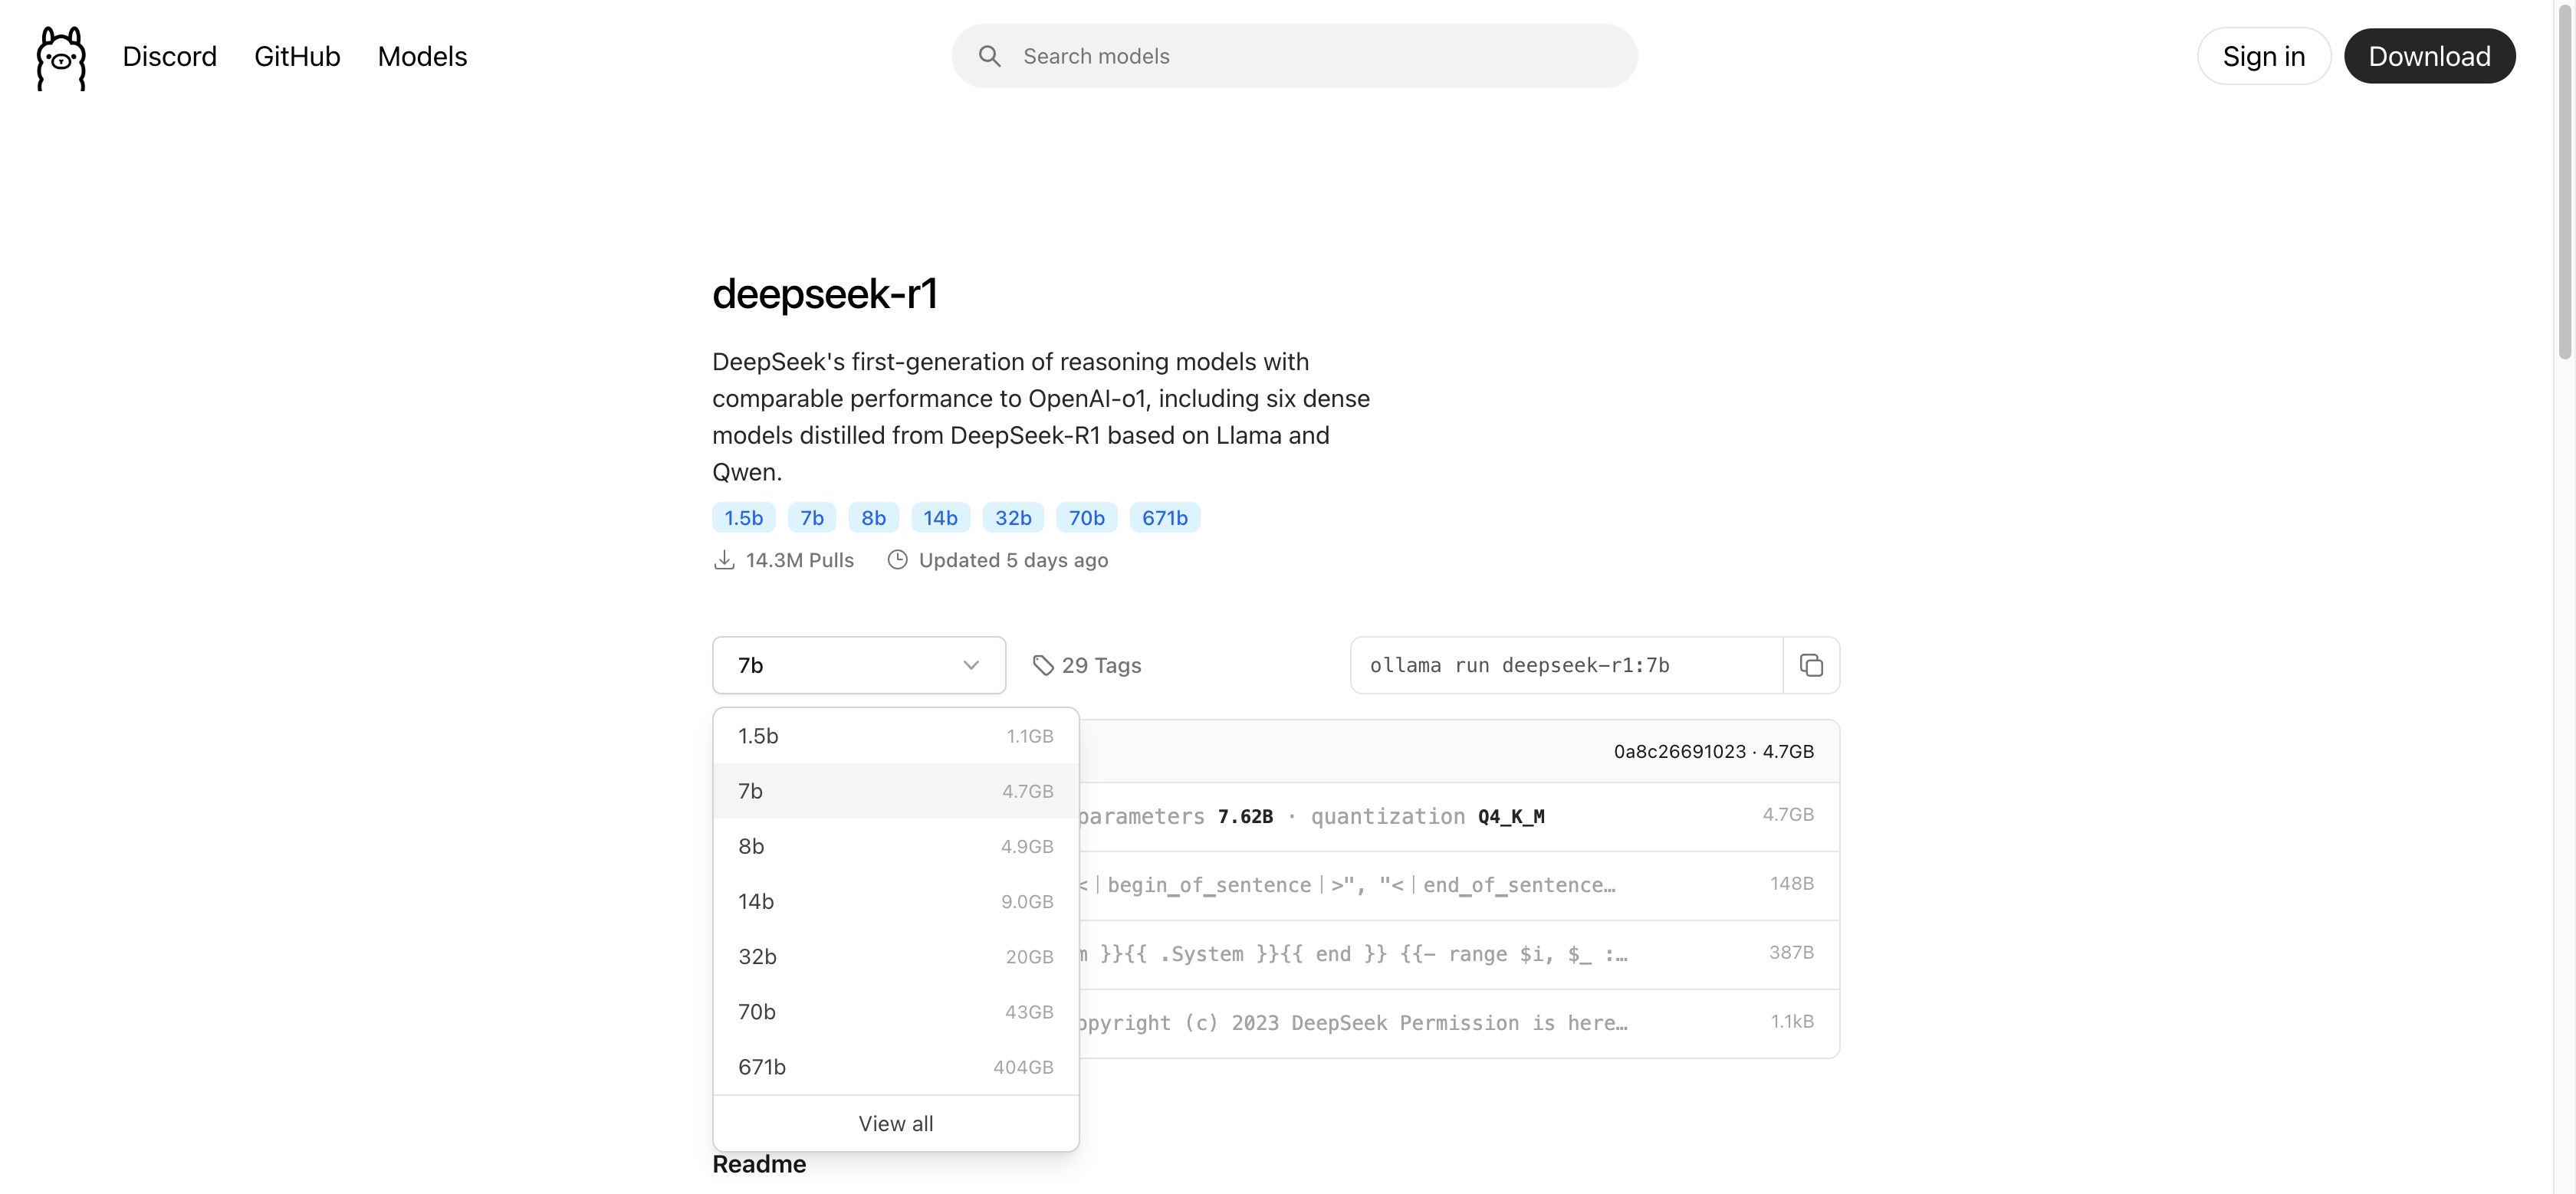 Discord GitHub Models
Search models
Sign in Download
deepseek-r1
DeepSeek's first-generation of reasoning models with
comparable performance to OpenAI-o1, including six dense
models distilled from DeepSeek-R1 based on Llama and
Qwen.
1.5b 7b 8b 14b 32b 70b 671b
14.3M Pulls Updated 5 days ago
7b
29 Tags
ollama run deepseek-r1:7b
1.5b 1.1GB
7b 4.7GB
8b 4.9GB
14b 9.0GB
32b 20GB
70b 43GB
671b 404GB
View all
0a8c26691023 · 4.7GB
parameters 7.62B · quantization Q4_K_M 4.7GB
<｜begin_of_sentence｜>", "<｜end_of_sentence… 148B
m }}{{ .System }}{{ end }} {{- range $i, $_ :… 387B
opyright (c) 2023 DeepSeek Permission is here… 1.1kB
Readme